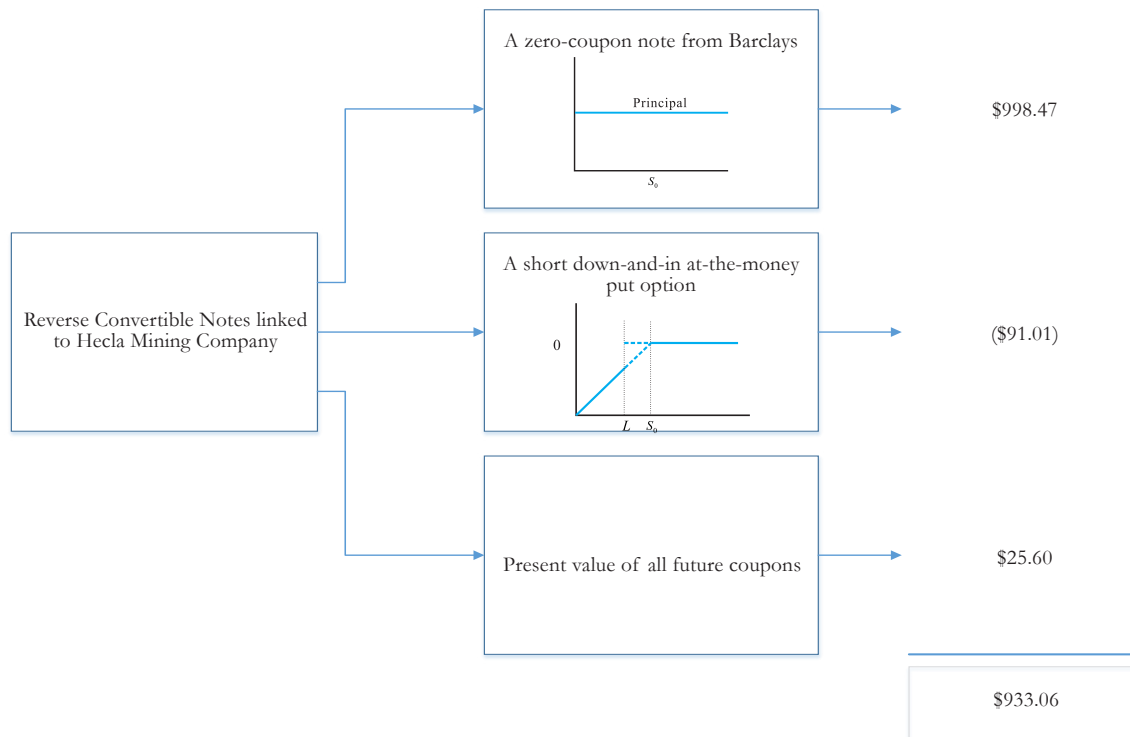 A zero-coupon note from Barclays
Principal
S₀
$998.47
Reverse Convertible Notes linked
to Hecla Mining Company
A short down-and-in at-the-money
put option
0
L S₀
($91.01)
Present value of all future coupons
$25.60
$933.06